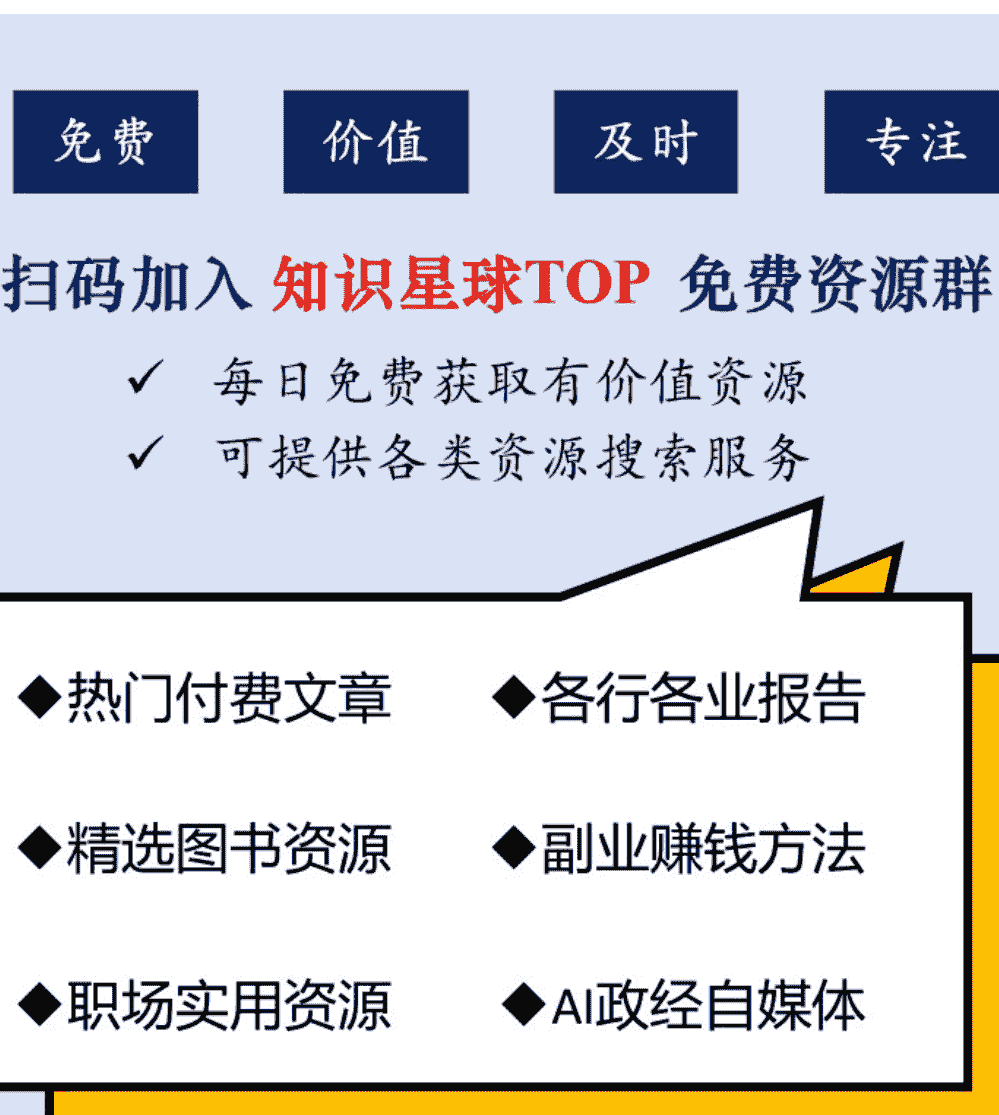 免费 价值 及时 专注
扫码加入 知识星球TOP 免费资源群
✓ 每日免费获取有价值资源
✓ 可提供各类资源搜索服务
◆热门付费文章 ◆各行各业报告
◆精选图书资源 ◆副业赚钱方法
◆职场实用资源 ◆AI政经自媒体